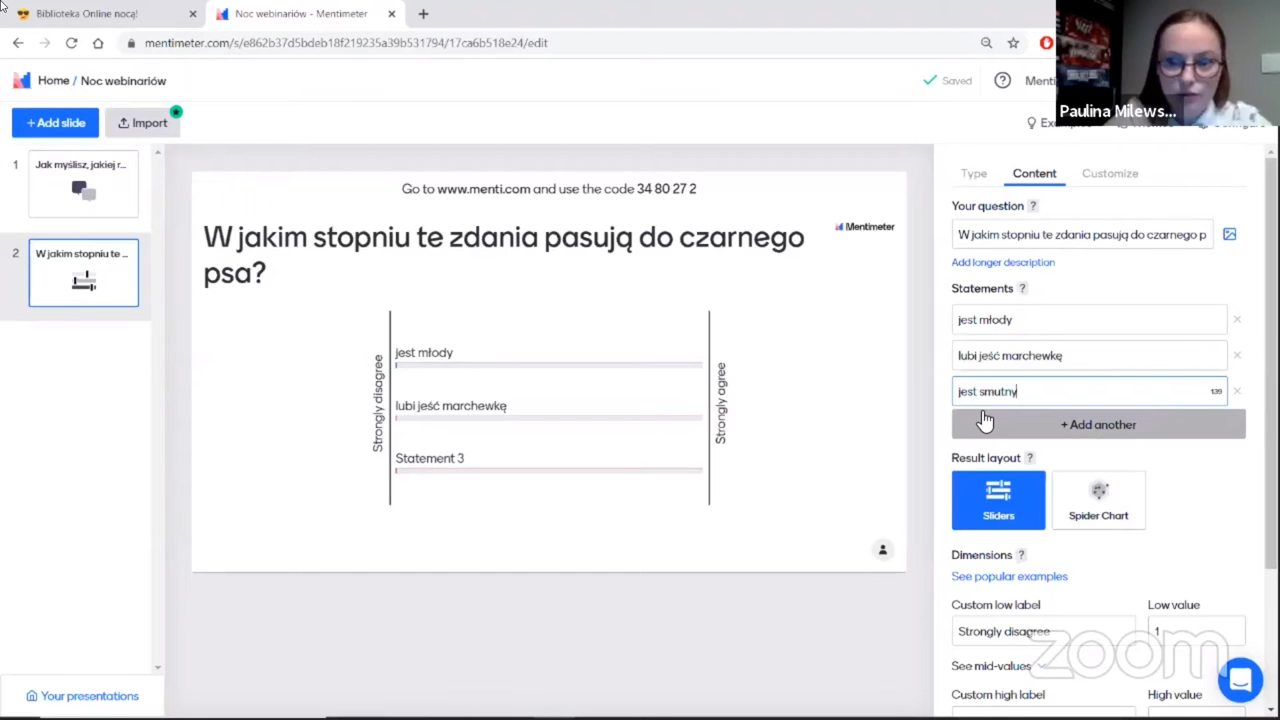 Biblioteka Online nocą!
Noc webinariów - Mentimeter
mentimeter.com/s/e862b37d5bdeb18f219235a39b531794/17ca6b518e24/edit
Home / Noc webinariów
Saved
Menti
Paulina Milews...
+ Add slide
Import
1
Jak myślisz, jakiej r...
2
W jakim stopniu te ...
Go to www.menti.com and use the code 34 80 27 2
Mentimeter
W jakim stopniu te zdania pasują do czarnego
psa?
Strongly disagree
jest młody
lubi jeść marchewkę
Statement 3
Strongly agree
Type
Content
Customize
Your question ?
W jakim stopniu te zdania pasują do czarnego p
Add longer description
Statements ?
jest młody
lubi jeść marchewkę
jest smutny
139
+ Add another
Result layout ?
Sliders
Spider Chart
Dimensions ?
See popular examples
Custom low label
Low value
Strongly disagree
1
zoom
See mid-values
Custom high label
High value
Your presentations